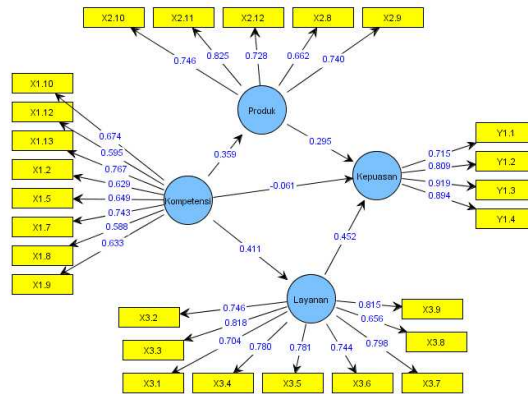 X2.10 X2.11 X2.12 X2.8 X2.9
0.746 0.825 0.728 0.662 0.740
Produk
X1.10
X1.12
X1.13
X1.2
X1.5
X1.7
X1.8
X1.9
0.674
0.595
0.767
0.629
0.649
0.743
0.588
0.633
Kompetensi
0.359
0.295
-0.061
0.411
0.452
Kepuasan
0.715
0.809
0.919
0.894
Y1.1
Y1.2
Y1.3
Y1.4
Layanan
X3.2 0.746 0.815 X3.9
X3.3 0.818 0.656 X3.8
0.704 0.780 0.781 0.744 0.798
X3.1 X3.4 X3.5 X3.6 X3.7